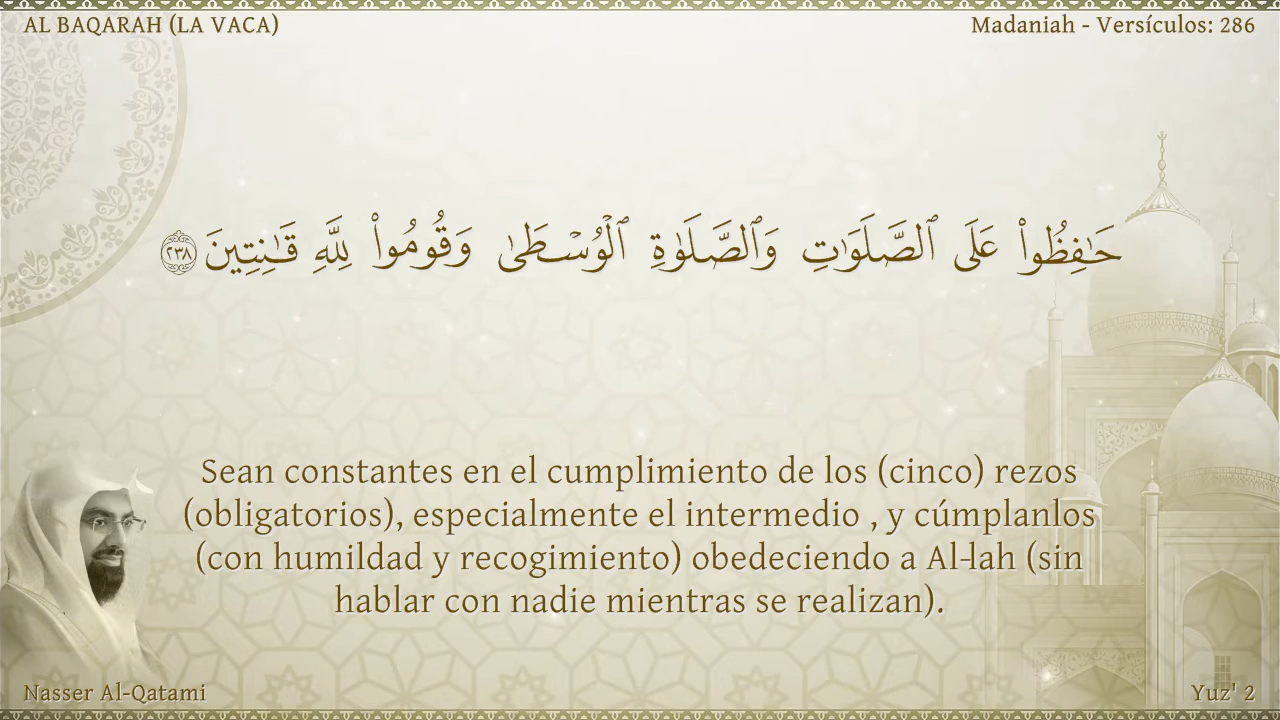 AL BAQARAH (LA VACA)
Madaniah - Versículos: 286
حَـٰفِظُوا۟ عَلَى ٱلصَّلَوَٰتِ وَٱلصَّلَوٰةِ ٱلْوُسْطَىٰ وَقُومُوا۟ لِلَّهِ قَـٰنِتِينَ ٢٣٨
Sean constantes en el cumplimiento de los (cinco) rezos
(obligatorios), especialmente el intermedio , y cúmplanlos
(con humildad y recogimiento) obedeciendo a Al-lah (sin
hablar con nadie mientras se realizan).
Nasser Al-Qatami
Yuz' 2